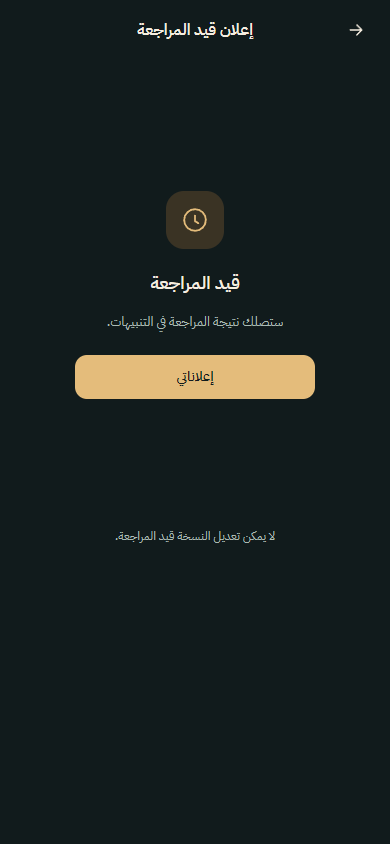 إعلان قيد المراجعة
قيد المراجعة
ستصلك نتيجة المراجعة في التنبيهات.
إعلاناتي
لا يمكن تعديل النسخة قيد المراجعة.